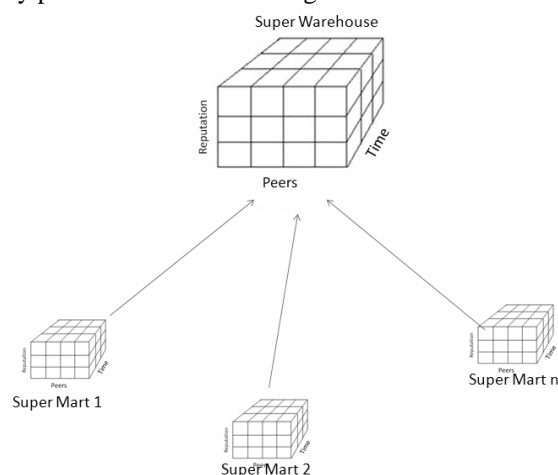 Super Warehouse
Reputation
Time
Peers
Reputation
Time
Peers
Super Mart 1
Reputation
Time
Peers
Super Mart 2
Reputation
Time
Peers
Super Mart n